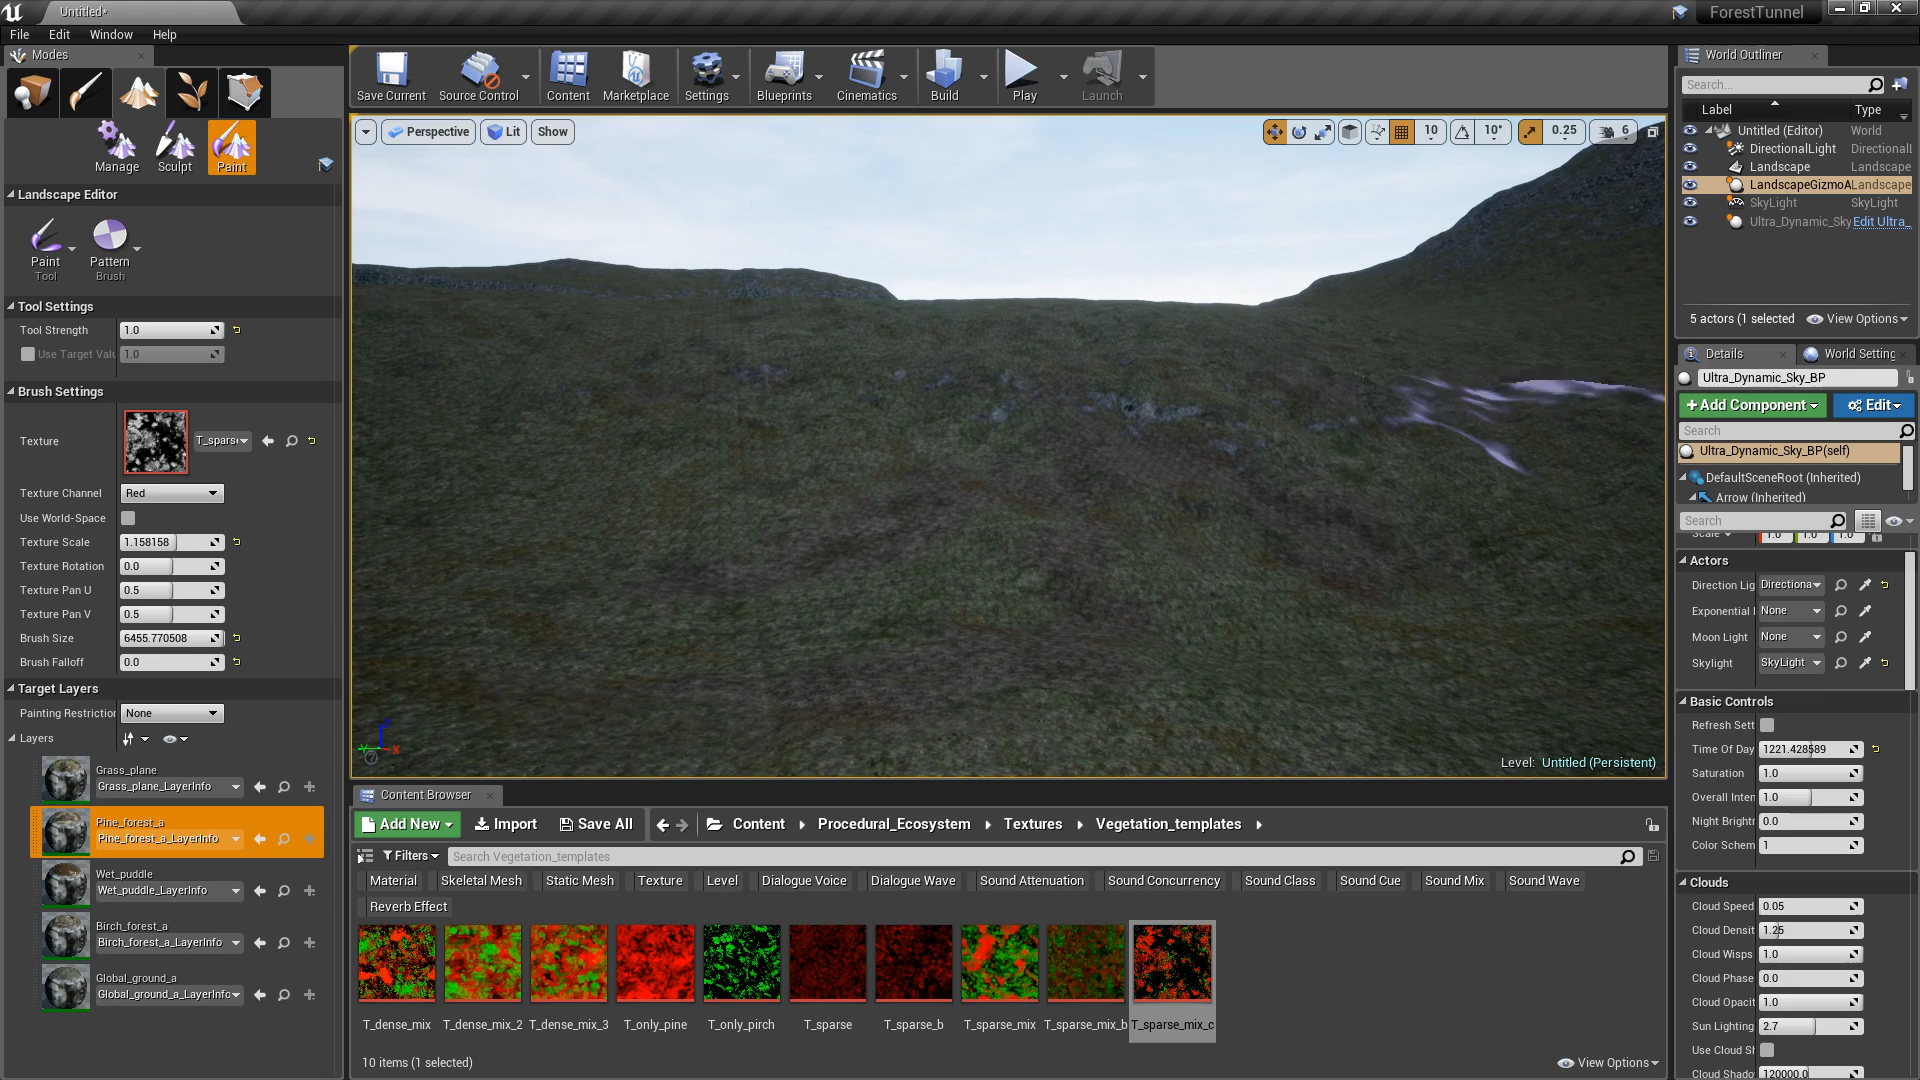 Untitled*
ForestTunnel
File Edit Window Help
Modes
Manage Sculpt Paint
Landscape Editor
Paint Pattern
Tool Brush
Tool Settings
Tool Strength 1.0
Use Target Valu 1.0
Brush Settings
Texture T_spars
Texture Channel Red
Use World-Space
Texture Scale 1.158158
Texture Rotation 0.0
Texture Pan U 0.5
Texture Pan V 0.5
Brush Size 6455.770508
Brush Falloff 0.0
Target Layers
Painting Restriction None
Layers
Grass_plane
Grass_plane_LayerInfo
Pine_forest_a
Pine_forest_a_LayerInfo
Wet_puddle
Wet_puddle_LayerInfo
Birch_forest_a
Birch_forest_a_LayerInfo
Global_ground_a
Global_ground_a_LayerInfo
Save Current Source Control Content Marketplace Settings Blueprints Cinematics Build Play Launch
Perspective Lit Show 10 10° 0.25 6
X
Level: Untitled (Persistent)
Content Browser
Add New Import Save All Content Procedural_Ecosystem Textures Vegetation_templates
Filters Search Vegetation_templates
Material Skeletal Mesh Static Mesh Texture Level Dialogue Voice Dialogue Wave Sound Attenuation Sound Concurrency Sound Class Sound Cue Sound Mix Sound Wave
Reverb Effect
T_dense_mix T_dense_mix_2 T_dense_mix_3 T_only_pine T_only_pirch T_sparse T_sparse_b T_sparse_mix T_sparse_mix_b T_sparse_mix_c
10 items (1 selected) View Options
World Outliner
Search...
Label Type
Untitled (Editor) World
DirectionalLight Directionall
Landscape Landscape
LandscapeGizmoA Landscape
SkyLight SkyLight
Ultra_Dynamic_Sky Edit Ultra_
5 actors (1 selected View Options
Details World Setting
Ultra_Dynamic_Sky_BP
+Add Component Edit
Search
Ultra_Dynamic_Sky_BP(self)
DefaultSceneRoot (Inherited)
Arrow (Inherited)
Search
Scale 1.0 1.0 1.0
Actors
Direction Lig Directiona
Exponential None
Moon Light None
Skylight SkyLight
Basic Controls
Refresh Sett
Time Of Day 1221.428589
Saturation 1.0
Overall Inten 1.0
Night Brightn 0.0
Color Schem 1
Clouds
Cloud Speed 0.05
Cloud Densit 1.25
Cloud Wisps 1.0
Cloud Phase 0.0
Cloud Opacit 1.0
Sun Lighting 2.7
Use Cloud Sh
Cloud Shado 120000.0